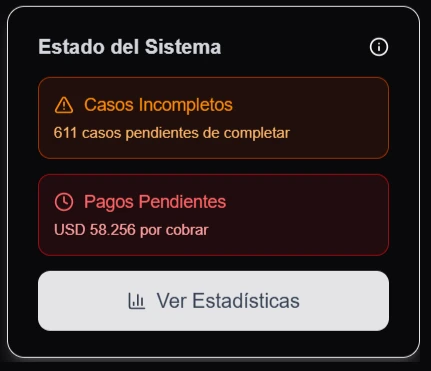 Estado del Sistema
Casos Incompletos
611 casos pendientes de completar
Pagos Pendientes
USD 58.256 por cobrar
Ver Estadísticas